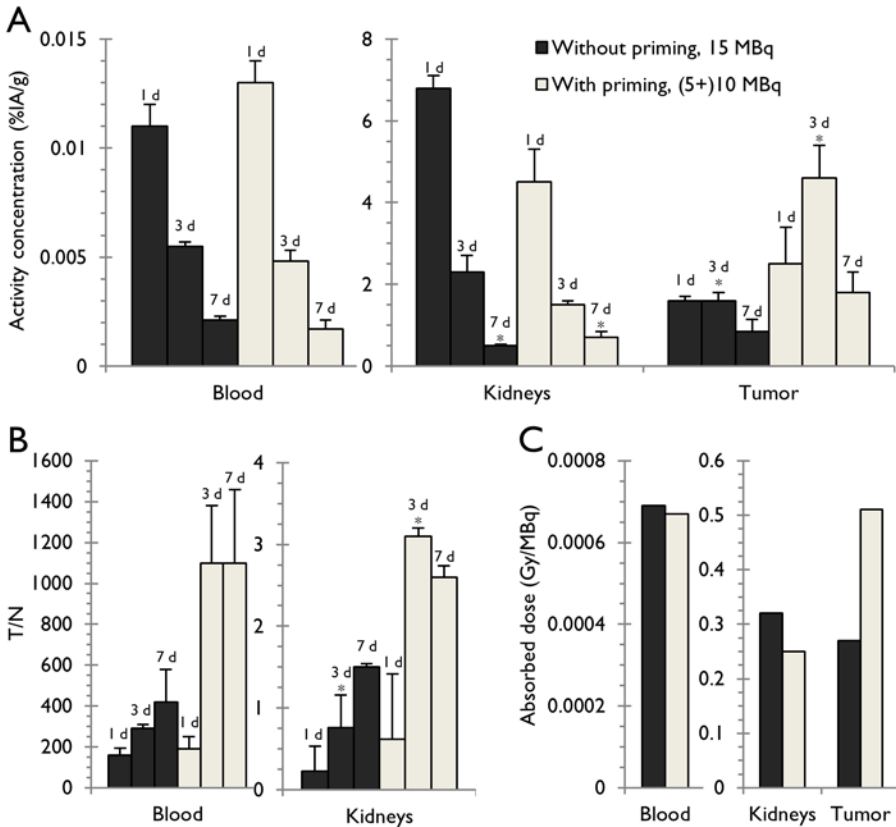 A
Activity concentration (%IA/g)
0.015
0.01
0.005
0
1 d
3 d
7 d
1 d
3 d
7 d
Blood
8
6
4
2
0
1 d
3 d
7 d
*
1 d
3 d
7 d
*
Kidneys
1 d
3 d
*
7 d
1 d
3 d
*
7 d
Tumor
Without priming, 15 MBq
With priming, (5+)10 MBq
B
T/N
1600
1400
1200
1000
800
600
400
200
0
1 d
3 d
7 d
1 d
3 d
7 d
Blood
4
3
2
1
0
1 d
3 d
*
7 d
1 d
3 d
*
7 d
Kidneys
C
Absorbed dose (Gy/MBq)
0.0008
0.0006
0.0004
0.0002
0
Blood
0.6
0.5
0.4
0.3
0.2
0.1
0
Kidneys
Tumor